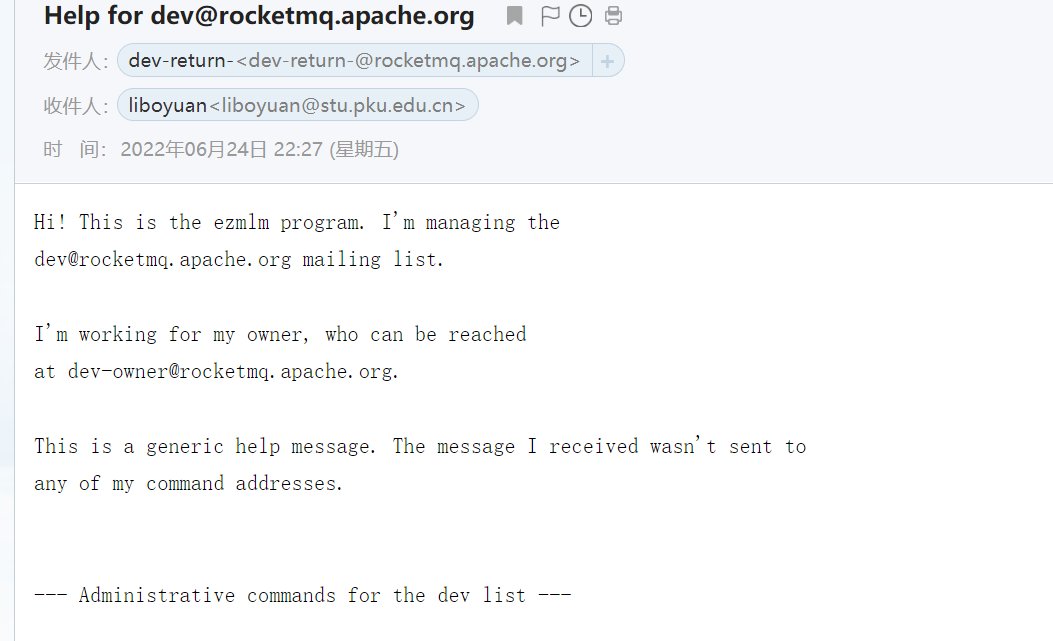 Help for dev@rocketmq.apache.org
发件人: dev-return-<dev-return-@rocketmq.apache.org> +
收件人: liboyuan<liboyuan@stu.pku.edu.cn>
时 间: 2022年06月24日 22:27 (星期五)
Hi! This is the ezmlm program. I'm managing the
dev@rocketmq.apache.org mailing list.
I'm working for my owner, who can be reached
at dev-owner@rocketmq.apache.org.
This is a generic help message. The message I received wasn't sent to
any of my command addresses.
--- Administrative commands for the dev list ---